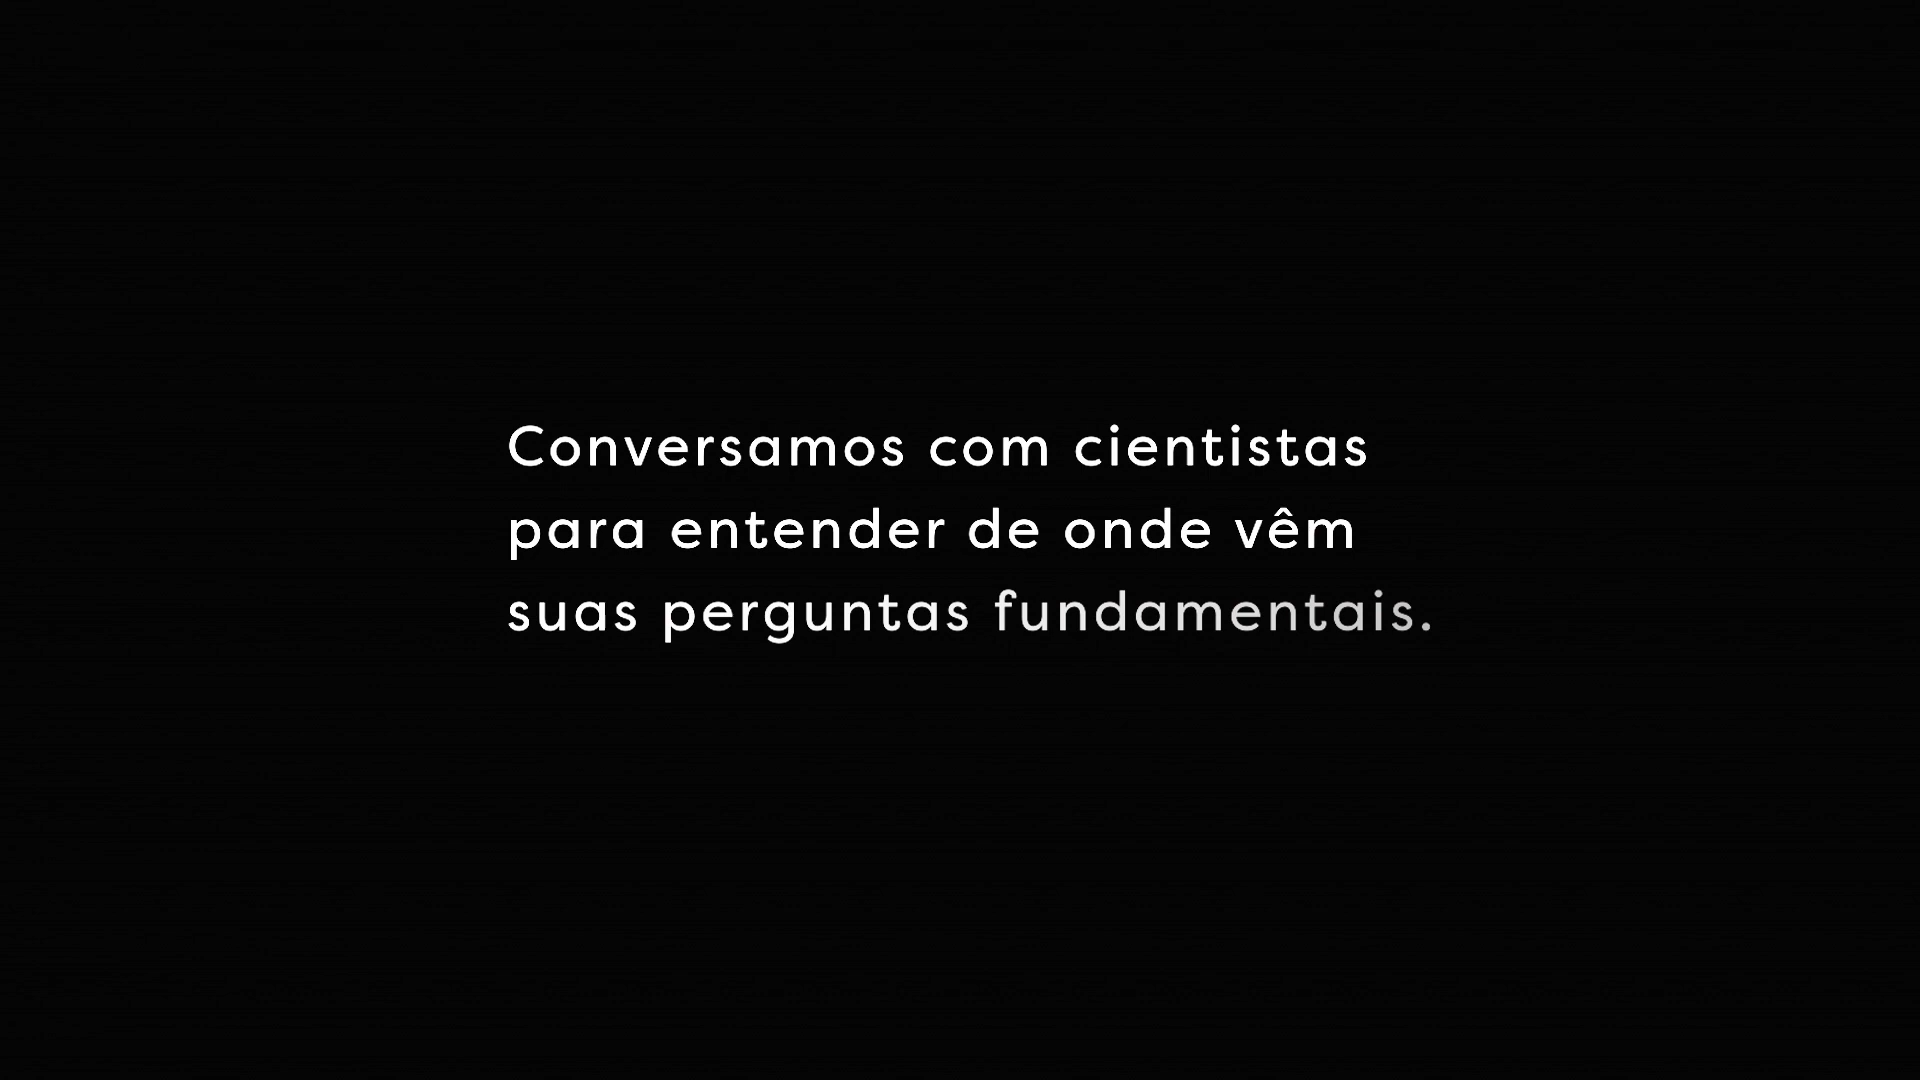 Conversamos com cientistas
para entender de onde vêm
suas perguntas fundamentais.